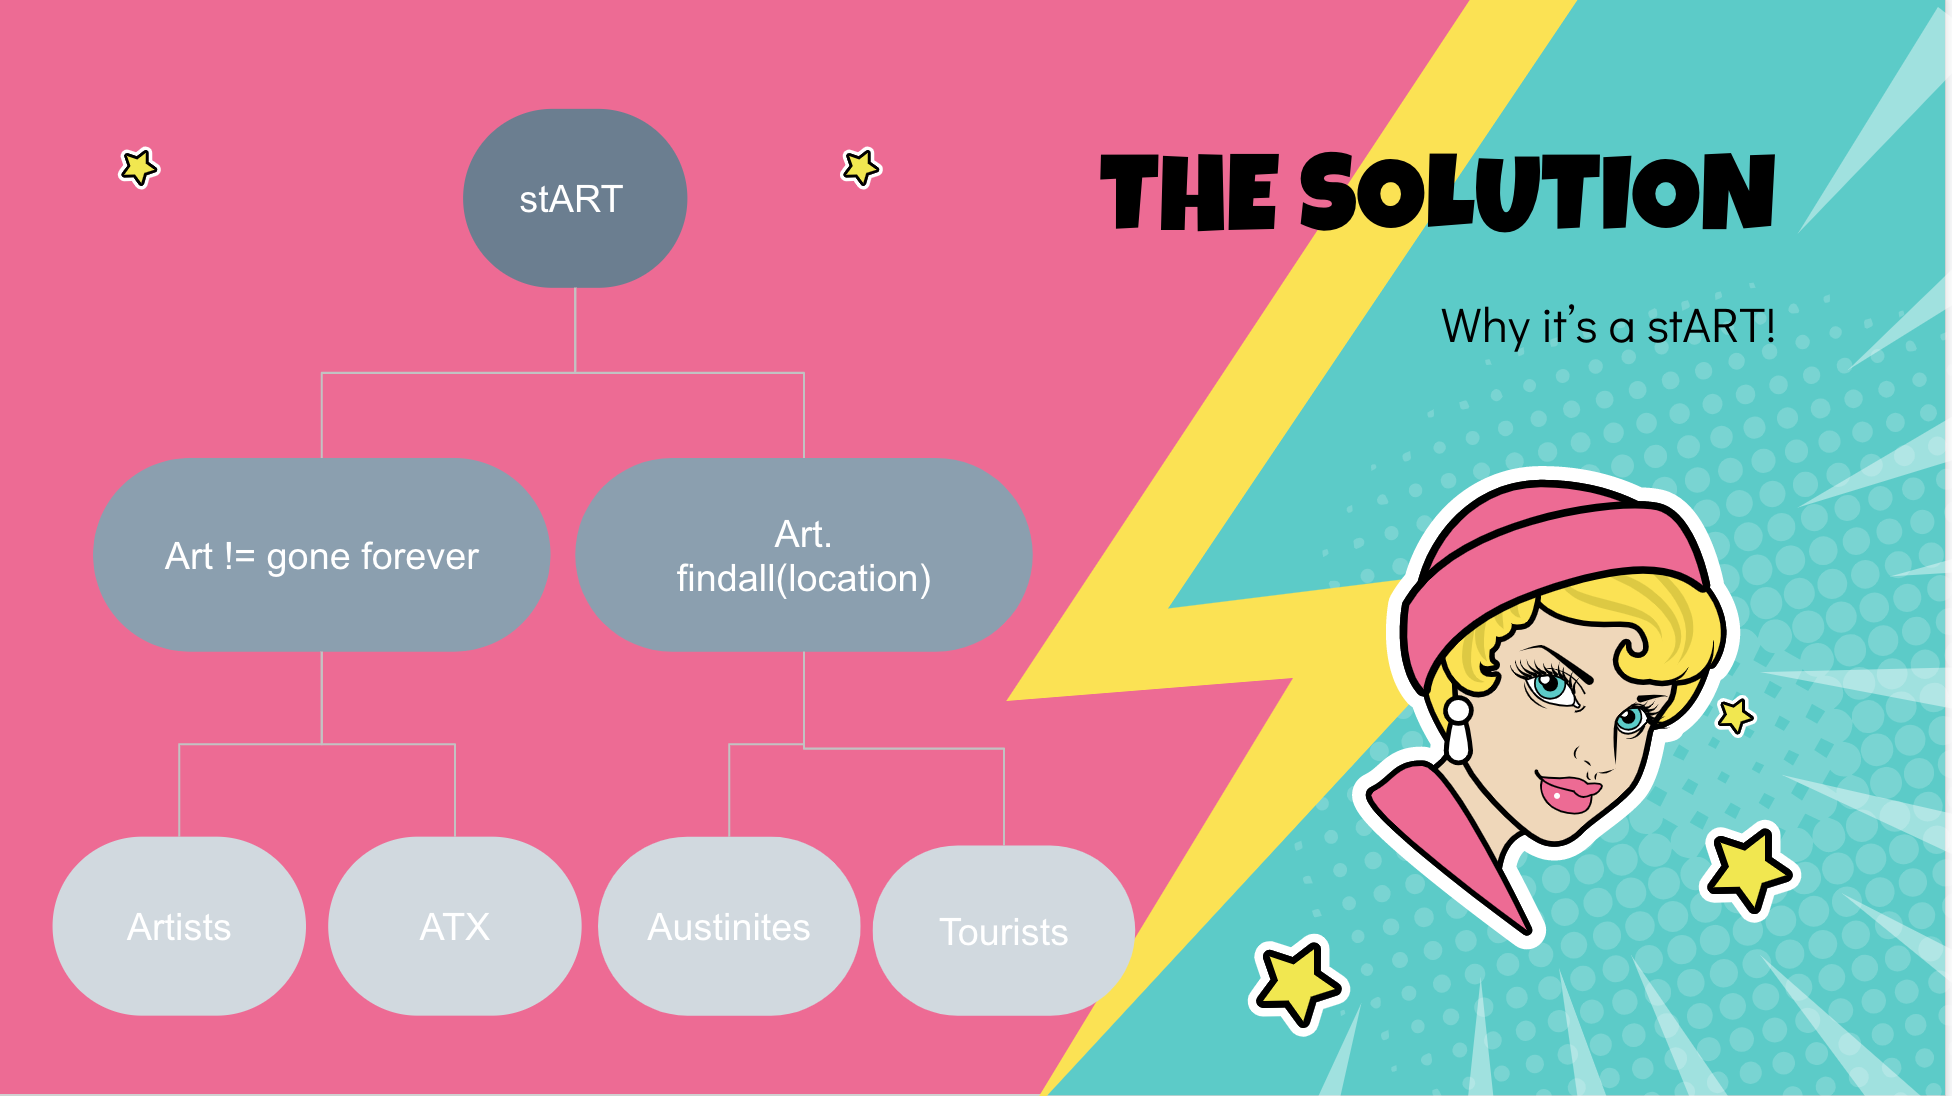 THE SOLUTION
Why it's a stART!
stART
Art != gone forever
Art.
findall(location)
Artists
ATX
Austinites
Tourists